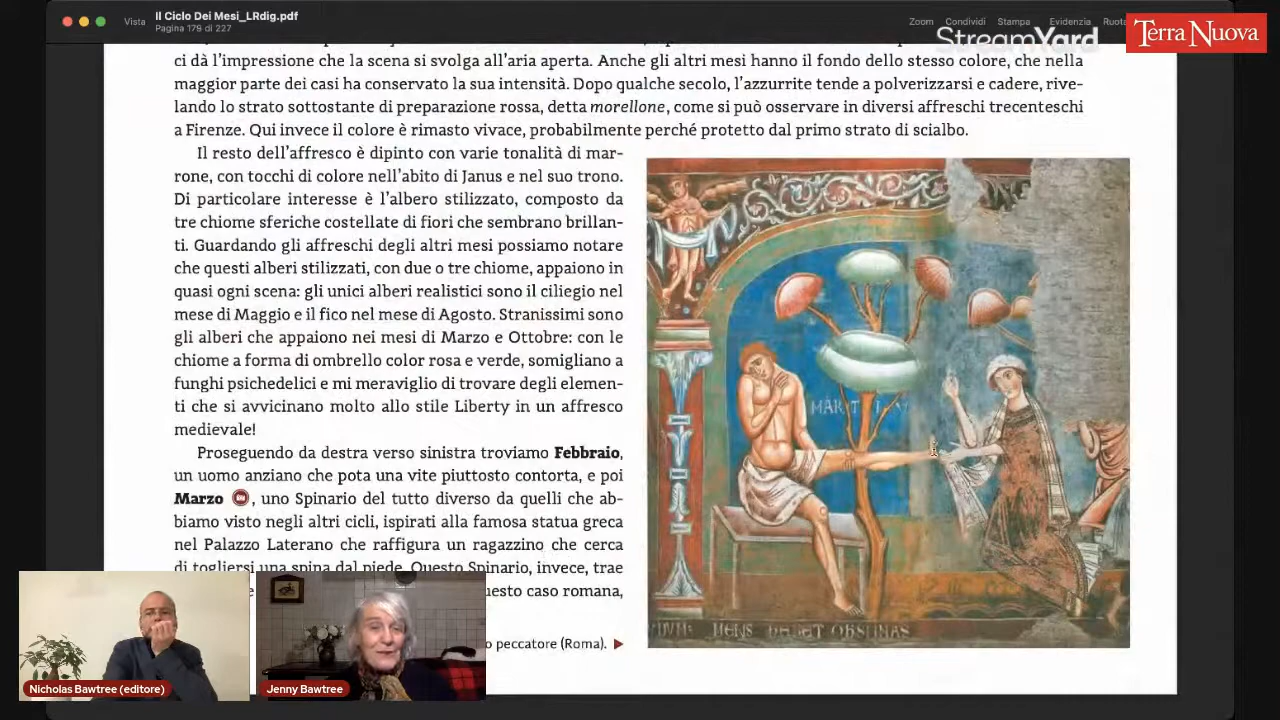 Vista
Il Ciclo Dei Mesi_LRdig.pdf
Pagina 179 di 227
Zoom Condividi Stampa Evidenzia Ruota
StreamYard
Terra Nuova
ci dà l’impressione che la scena si svolga all’aria aperta. Anche gli altri mesi hanno il fondo dello stesso colore, che nella
maggior parte dei casi ha conservato la sua intensità. Dopo qualche secolo, l’azzurrite tende a polverizzarsi e cadere, rive-
lando lo strato sottostante di preparazione rossa, detta morellone, come si può osservare in diversi affreschi trecenteschi
a Firenze. Qui invece il colore è rimasto vivace, probabilmente perché protetto dal primo strato di scialbo.
Il resto dell’affresco è dipinto con varie tonalità di mar-
rone, con tocchi di colore nell’abito di Janus e nel suo trono.
Di particolare interesse è l’albero stilizzato, composto da
tre chiome sferiche costellate di fiori che sembrano brillan-
ti. Guardando gli affreschi degli altri mesi possiamo notare
che questi alberi stilizzati, con due o tre chiome, appaiono in
quasi ogni scena: gli unici alberi realistici sono il ciliegio nel
mese di Maggio e il fico nel mese di Agosto. Stranissimi sono
gli alberi che appaiono nei mesi di Marzo e Ottobre: con le
chiome a forma di ombrello color rosa e verde, somigliano a
funghi psichedelici e mi meraviglio di trovare degli elemen-
ti che si avvicinano molto allo stile Liberty in un affresco
medievale!
Proseguendo da destra verso sinistra troviamo Febbraio,
un uomo anziano che pota una vite piuttosto contorta, e poi
Marzo , uno Spinario del tutto diverso da quelli che ab-
biamo visto negli altri cicli, ispirati alla famosa statua greca
nel Palazzo Laterano che raffigura un ragazzino che cerca
di togliersi una spina dal piede. Questo Spinario, invece, trae
questo caso romana,
o peccatore (Roma).
MENS
Nicholas Bawtree (editore)
Jenny Bawtree